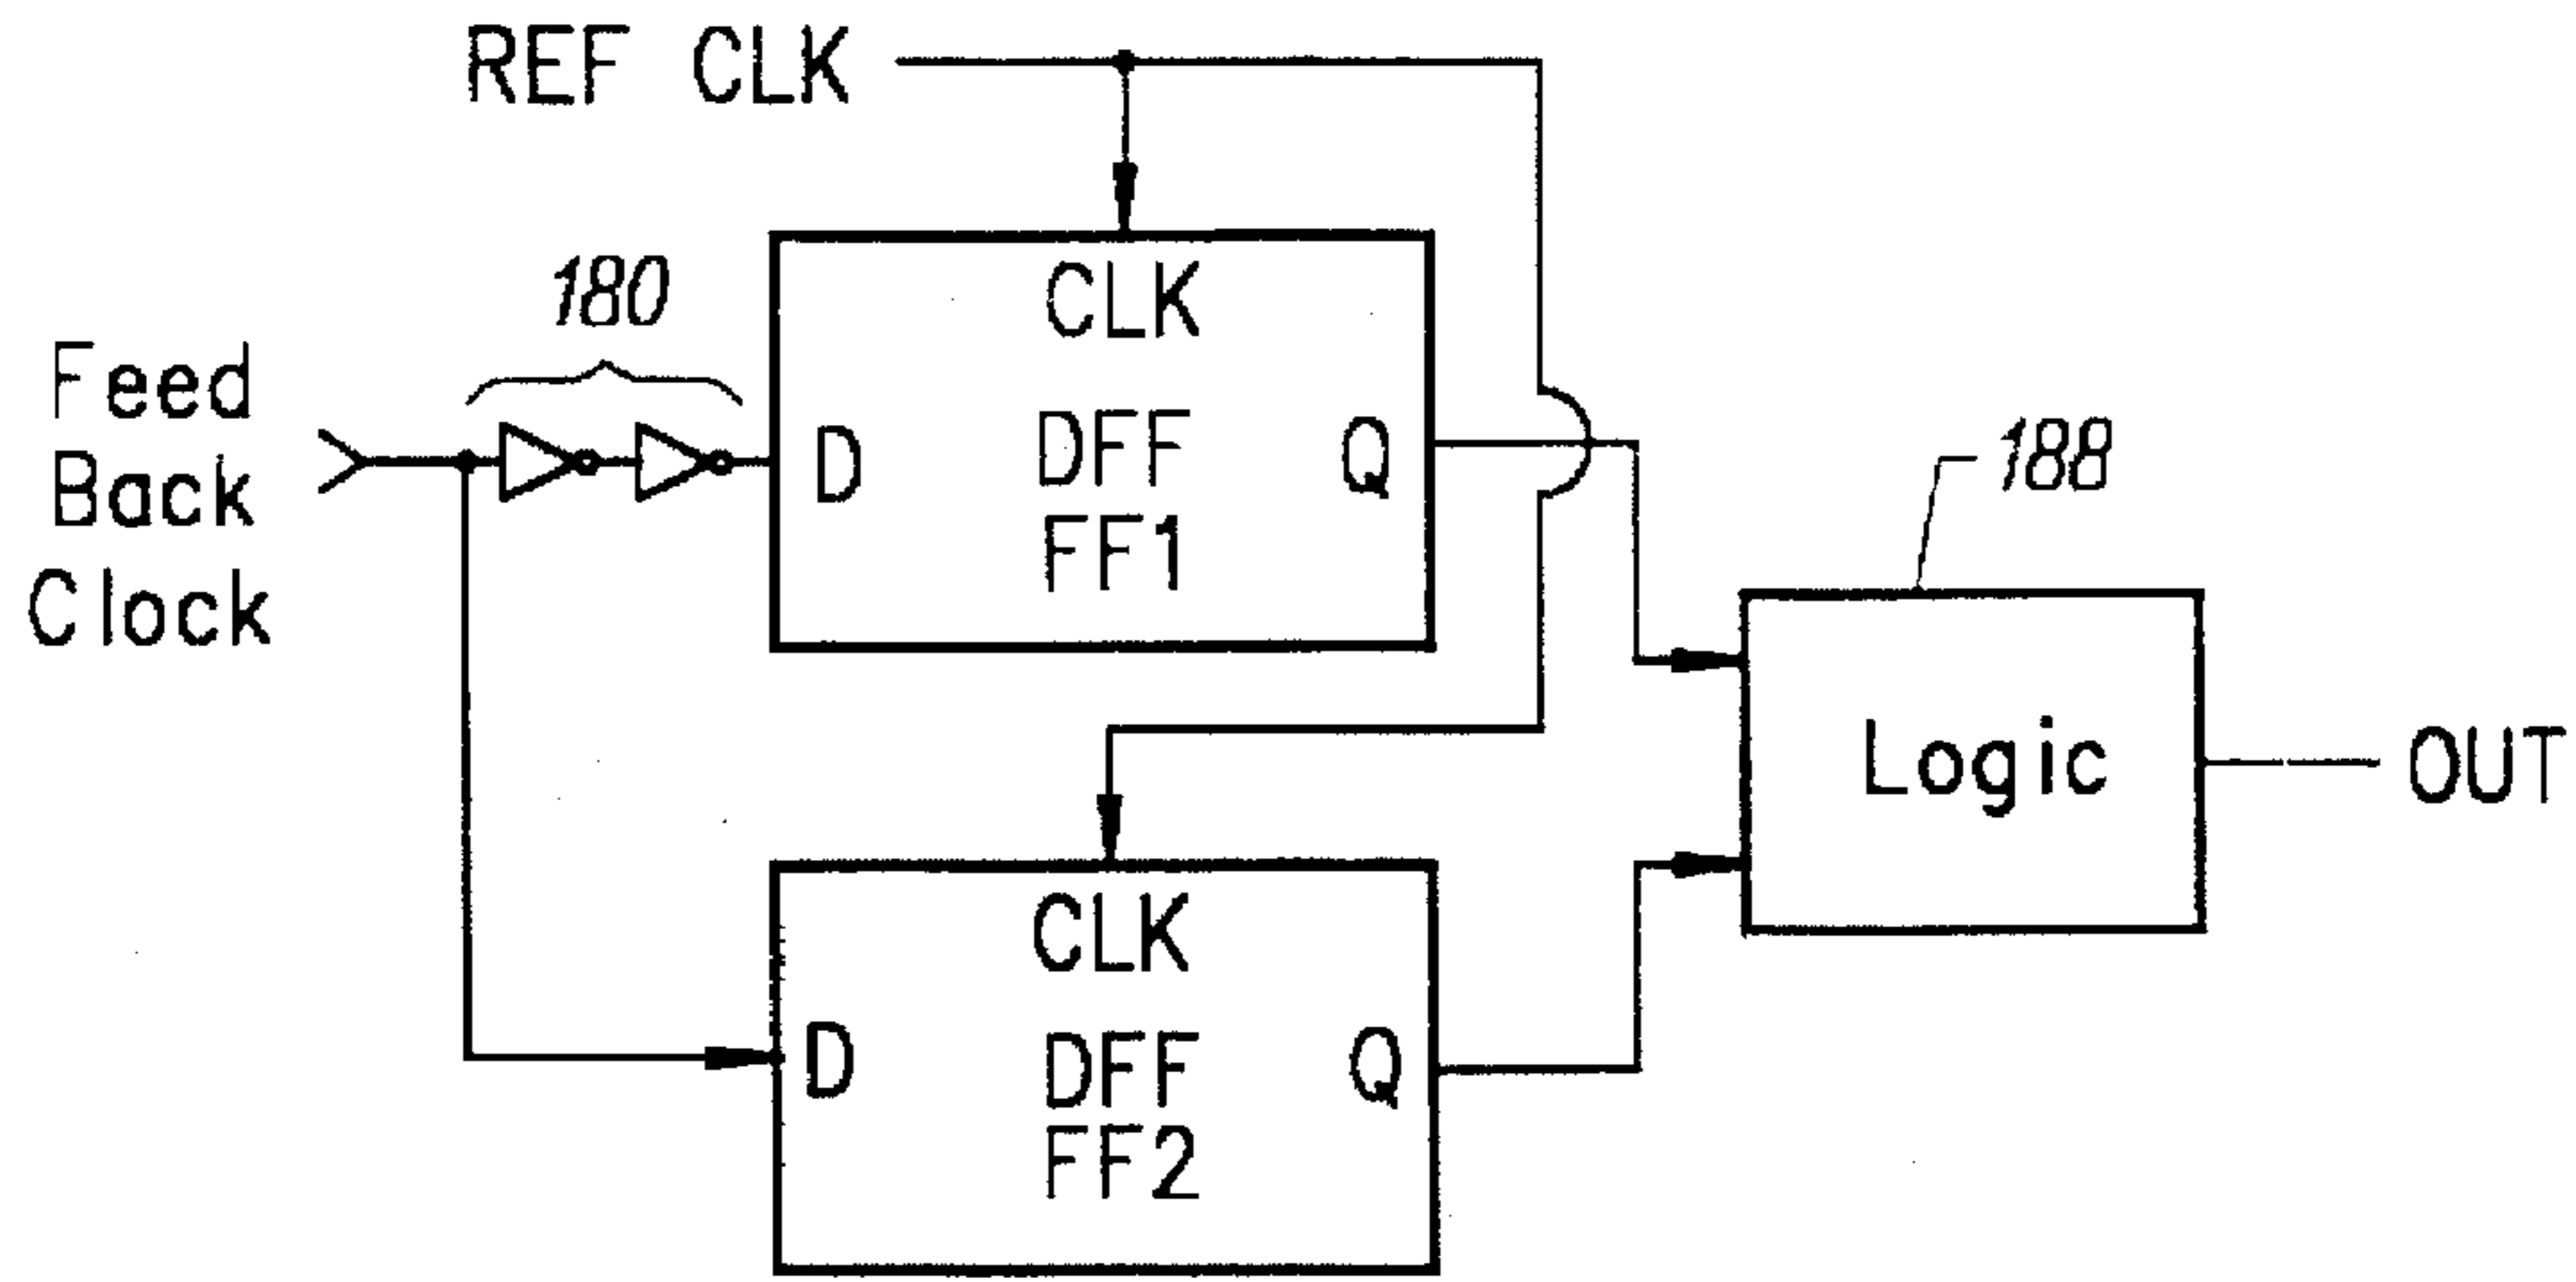 REF CLK
180
Feed
Back
Clock
CLK
D
DFF
Q
FF1
188
Logic
OUT
CLK
D
DFF
Q
FF2